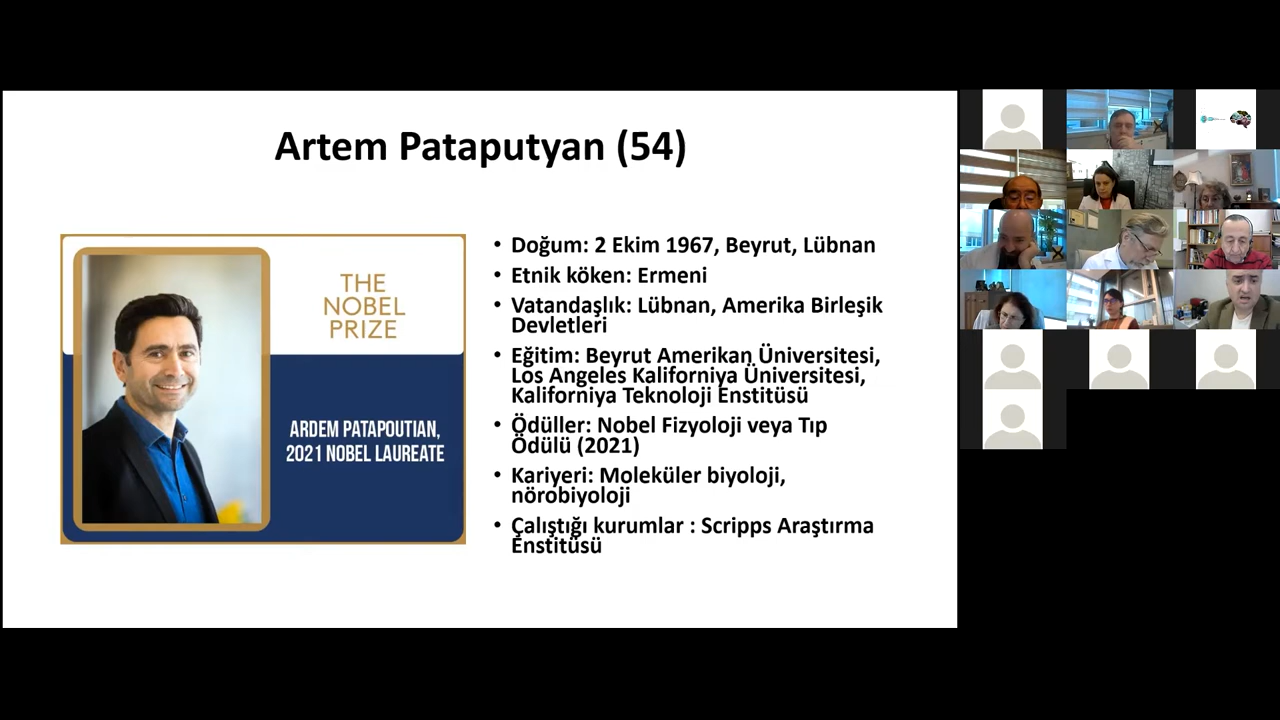 Artem Pataputyan (54)
THE
NOBEL
PRIZE
ARDEM PATAPOUTIAN,
2021 NOBEL LAUREATE
• Doğum: 2 Ekim 1967, Beyrut, Lübnan
• Etnik köken: Ermeni
• Vatandaşlık: Lübnan, Amerika Birleşik
Devletleri
• Eğitim: Beyrut Amerikan Üniversitesi,
Los Angeles Kaliforniya Üniversitesi,
Kaliforniya Teknoloji Enstitüsü
• Ödüller: Nobel Fizyoloji veya Tıp
Ödülü (2021)
• Kariyeri: Moleküler biyoloji,
nörobiyoloji
• Çalıştığı kurumlar : Scripps Araştırma
Enstitüsü